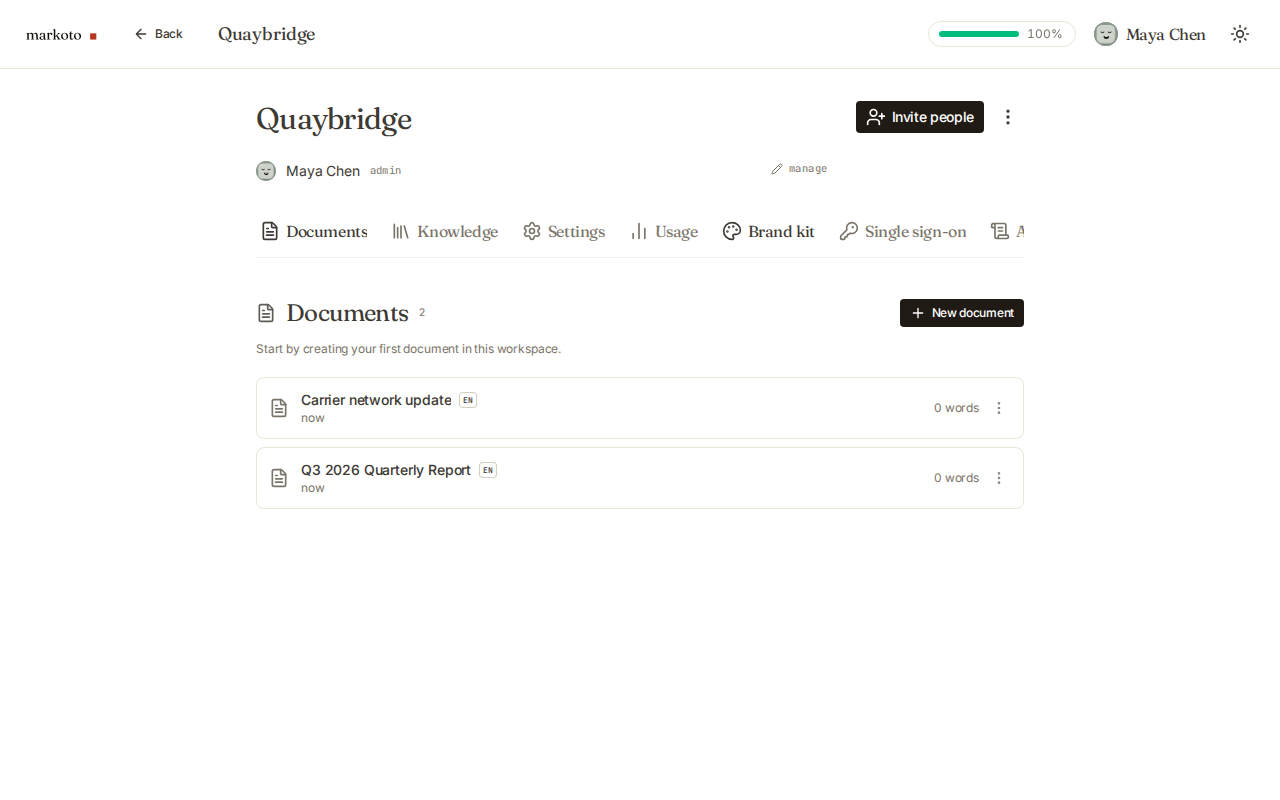 markoto
Back
Quaybridge
100%
Maya Chen
Quaybridge
Invite people
Maya Chen admin
manage
Documents Knowledge Settings Usage Brand kit Single sign-on A
Documents 2
New document
Start by creating your first document in this workspace.
Carrier network update EN
now
0 words
Q3 2026 Quarterly Report EN
now
0 words